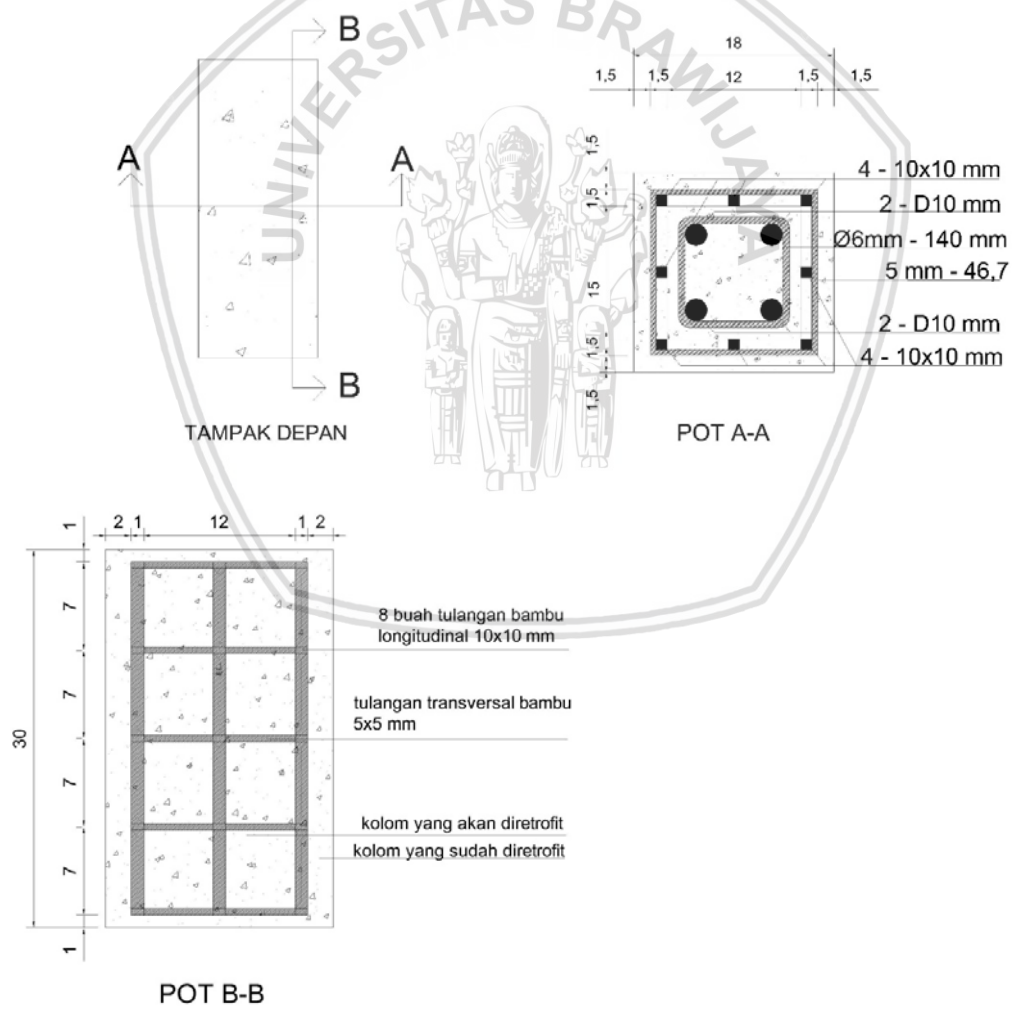 UNIVERSITAS BRAWIJAYA
B
A
A
B
TAMPAK DEPAN
18
1,5
1,5
12
1,5
1,5
1,5
1,5
15
1,5
1,5
4 - 10x10 mm
2 - D10 mm
Ø6mm - 140 mm
5 mm - 46,7
2 - D10 mm
4 - 10x10 mm
POT A-A
2
1
12
1
2
1
7
7
7
7
1
30
8 buah tulangan bambu
longitudinal 10x10 mm
tulangan transversal bambu
5x5 mm
kolom yang akan diretrofit
kolom yang sudah diretrofit
POT B-B